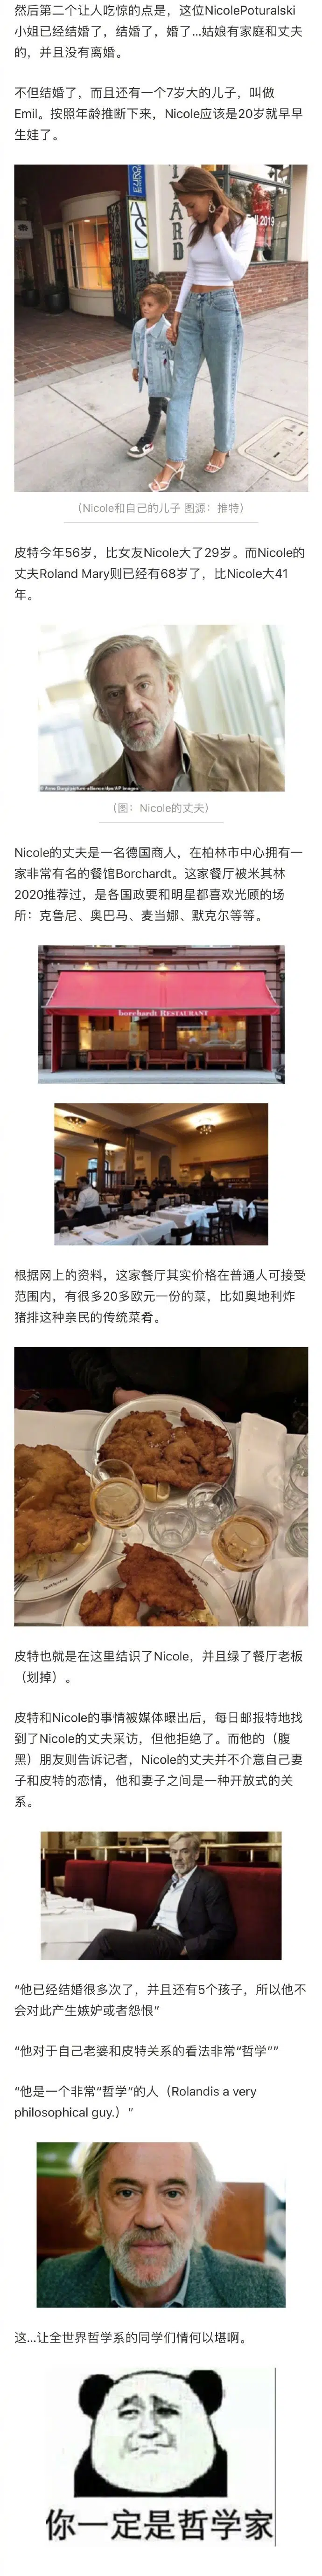 然后第二个让人吃惊的点是，这位NicolePoturalski
小姐已经结婚了，结婚了，婚了...姑娘有家庭和丈夫
的，并且没有离婚。
不但结婚了，而且还有一个7岁大的儿子，叫做
Emil。按照年龄推断下来，Nicole应该是20岁就早早
生娃了。
2019
（Nicole和自己的儿子 图源：推特）
皮特今年56岁，比女友Nicole大了29岁。而Nicole的
丈夫Roland Mary则已经有68岁了，比Nicole大41
年。
（图：Nicole的丈夫）
Nicole的丈夫是一名德国商人，在柏林市中心拥有一
家非常有名的餐馆Borchardt。这家餐厅被米其林
2020推荐过，是各国政要和明星都喜欢光顾的场
所：克鲁尼、奥巴马、麦当娜、默克尔等等。
borchardt RESTAURANT
根据网上的资料，这家餐厅其实价格在普通人可接受
范围内，有很多20多欧元一份的菜，比如奥地利炸
猪排这种亲民的传统菜肴。
皮特也就是在这里结识了Nicole，并且绿了餐厅老板
（划掉）。
皮特和Nicole的事情被媒体曝出后，每日邮报特地找
到了Nicole的丈夫采访，但他拒绝了。而他的（腹
黑）朋友则告诉记者，Nicole的丈夫并不介意自己妻
子和皮特的恋情，他和妻子之间是一种开放式的关
系。
“他已经结婚很多次了，并且还有5个孩子，所以他不
会对此产生嫉妒或者怨恨”
“他对于自己老婆和皮特关系的看法非常“哲学””
“他是一个非常“哲学”的人（Rolandis a very
philosophical guy.）”
这...让全世界哲学系的同学们情何以堪啊。
你一定是哲学家